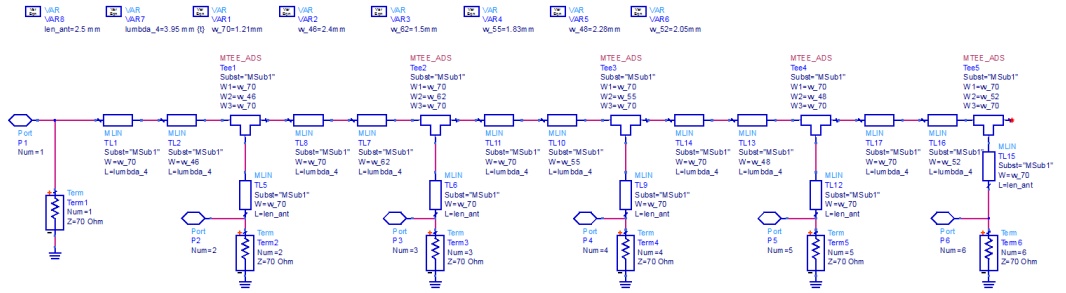 VAR
VAR8
len_ant=2.5 mm
VAR
VAR7
lumbda_4=3.95 mm {t}
VAR
VAR1
w_70=1.21mm
VAR
VAR2
w_46=2.4mm
VAR
VAR3
w_62=1.5mm
VAR
VAR4
w_55=1.83mm
VAR
VAR5
w_48=2.28mm
VAR
VAR6
w_52=2.05mm
MTEE_ADS
Tee1
Subst="MSub1"
W1=w_70
W2=w_46
W3=w_70
MTEE_ADS
Tee2
Subst="MSub1"
W1=w_70
W2=w_62
W3=w_70
MTEE_ADS
Tee3
Subst="MSub1"
W1=w_70
W2=w_55
W3=w_70
MTEE_ADS
Tee4
Subst="MSub1"
W1=w_70
W2=w_48
W3=w_70
MTEE_ADS
Tee5
Subst="MSub1"
W1=w_70
W2=w_52
W3=w_70
Port
P1
Num=1
MLIN
TL1
Subst="MSub1"
W=w_70
L=lumbda_4
MLIN
TL2
Subst="MSub1"
W=w_46
L=lumbda_4
MLIN
TL8
Subst="MSub1"
W=w_70
L=lumbda_4
MLIN
TL7
Subst="MSub1"
W=w_62
L=lumbda_4
MLIN
TL11
Subst="MSub1"
W=w_70
L=lumbda_4
MLIN
TL10
Subst="MSub1"
W=w_55
L=lumbda_4
MLIN
TL14
Subst="MSub1"
W=w_70
L=lumbda_4
MLIN
TL13
Subst="MSub1"
W=w_48
L=lumbda_4
MLIN
TL17
Subst="MSub1"
W=w_70
L=lumbda_4
MLIN
TL16
Subst="MSub1"
W=w_52
L=lumbda_4
MLIN
TL15
Subst="MSub1"
W=w_70
L=len_ant
MLIN
TL5
Subst="MSub1"
W=w_70
L=len_ant
MLIN
TL6
Subst="MSub1"
W=w_70
L=len_ant
MLIN
TL9
Subst="MSub1"
W=w_70
L=len_ant
MLIN
TL12
Subst="MSub1"
W=w_70
L=len_ant
Term
Term1
Num=1
Z=70 Ohm
Port
P2
Num=2
Term
Term2
Num=2
Z=70 Ohm
Port
P3
Num=3
Term
Term3
Num=3
Z=70 Ohm
Port
P4
Num=4
Term
Term4
Num=4
Z=70 Ohm
Port
P5
Num=5
Term
Term5
Num=5
Z=70 Ohm
Port
P6
Num=6
Term
Term6
Num=6
Z=70 Ohm